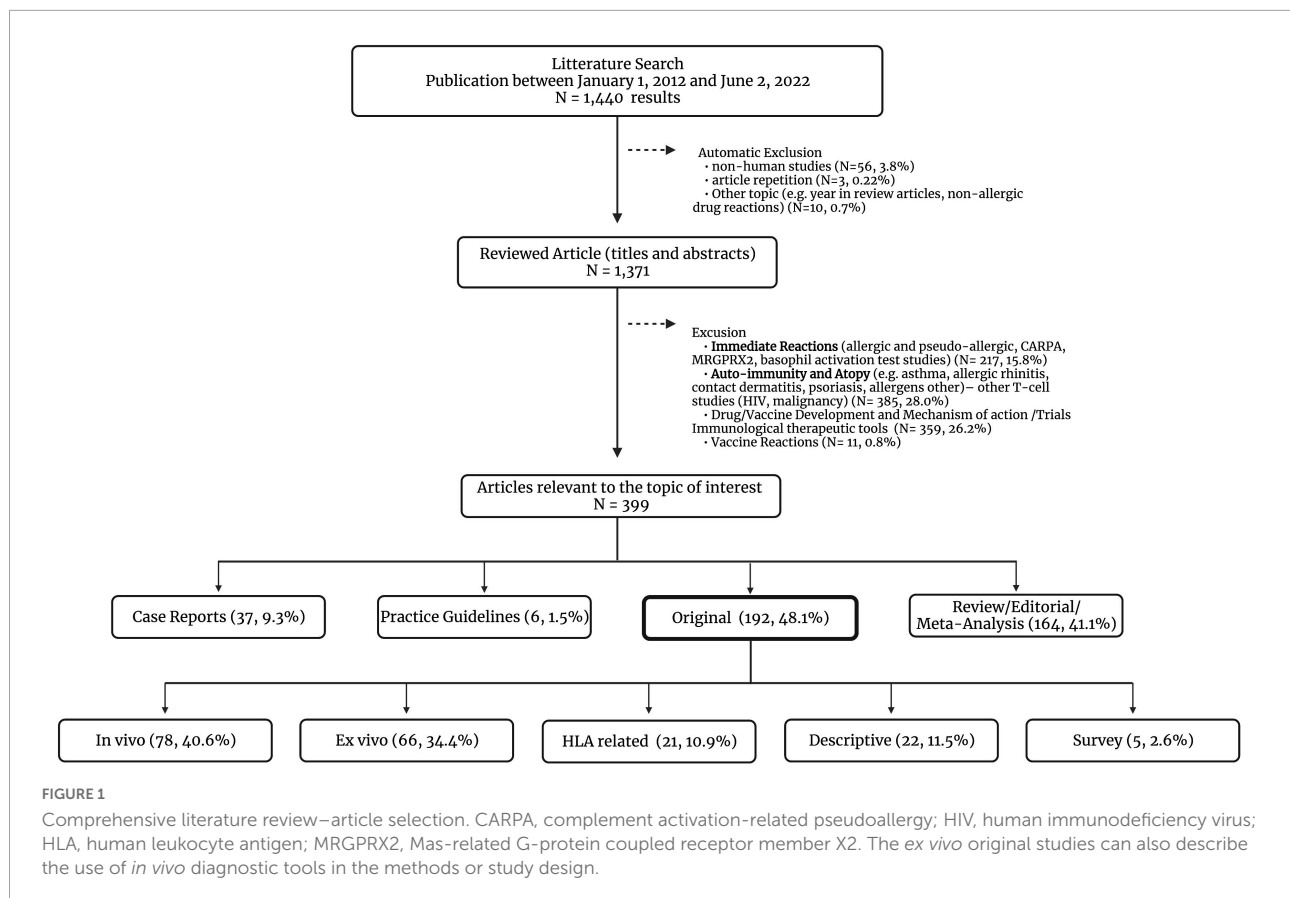 Litterature Search
Publication between January 1, 2012 and June 2, 2022
N = 1,440 results
Automatic Exclusion
• non-human studies (N=56, 3.8%)
• article repetition (N=3, 0.22%)
• Other topic (e.g. year in review articles, non-allergic
drug reactions) (N=10, 0.7%)
Reviewed Article (titles and abstracts)
N = 1,371
Excusion
• Immediate Reactions (allergic and pseudo-allergic, CARPA,
MRGPRX2, basophil activation test studies) (N= 217, 15.8%)
• Auto-immunity and Atopy (e.g. asthma, allergic rhinitis,
contact dermatitis, psoriasis, allergens other)– other T-cell
studies (HIV, malignancy) (N= 385, 28.0%)
• Drug/Vaccine Development and Mechanism of action /Trials
Immunological therapeutic tools (N= 359, 26.2%)
• Vaccine Reactions (N= 11, 0.8%)
Articles relevant to the topic of interest
N = 399
Case Reports (37, 9.3%)
Practice Guidelines (6, 1.5%)
Original (192, 48.1%)
Review/Editorial/
Meta-Analysis (164, 41.1%)
In vivo (78, 40.6%)
Ex vivo (66, 34.4%)
HLA related (21, 10.9%)
Descriptive (22, 11.5%)
Survey (5, 2.6%)
FIGURE 1
Comprehensive literature review–article selection. CARPA, complement activation-related pseudoallergy; HIV, human immunodeficiency virus;
HLA, human leukocyte antigen; MRGPRX2, Mas-related G-protein coupled receptor member X2. The ex vivo original studies can also describe
the use of in vivo diagnostic tools in the methods or study design.